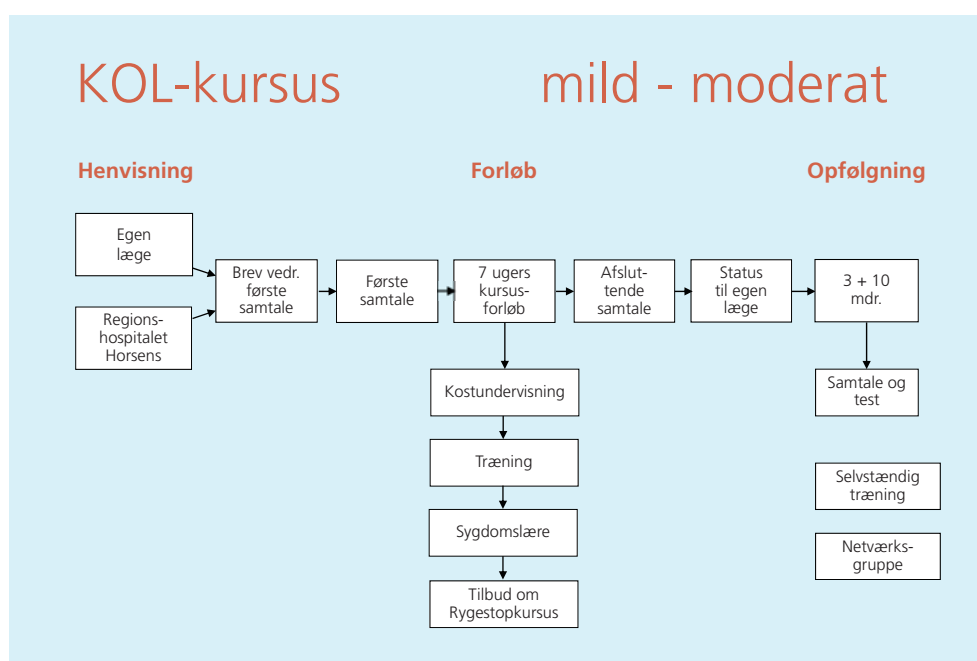 KOL-kursus mild - moderat
Henvisning Forløb Opfølgning
Egen
læge
Regions-
hospitalet
Horsens
Brev vedr.
første
samtale
Første
samtale
7 ugers
kursus-
forløb
Afslut-
tende
samtale
Status
til egen
læge
3 + 10
mdr.
Kostundervisning
Træning
Sygdomslære
Tilbud om
Rygestopkursus
Samtale og
test
Selvstændig
træning
Netværks-
gruppe